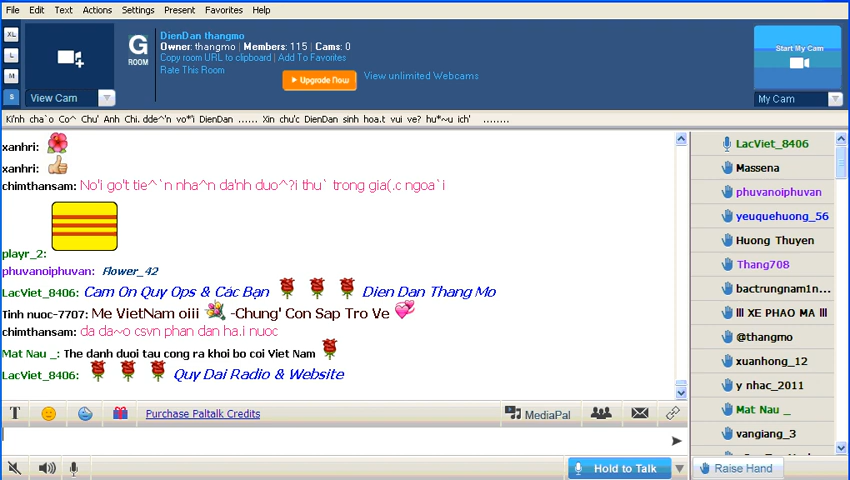 File Edit Text Actions Settings Present Favorites Help
XL
L
M
S
View Cam
G
ROOM
DienDan thangmo
Owner: thangmo | Members: 115 | Cams: 0
Copy room URL to clipboard | Add To Favorites
Rate This Room
Upgrade Now
View unlimited Webcams
Start My Cam
My Cam
Ki'nh cha`o Co^ Chu' Anh Chi. dde^'n vo*'i DienDan ...... Xin chu'c DienDan sinh hoa.t vui ve? hu*~u ich' ........
xanhri:
xanhri:
chimthansam: No'i go't tie^`n nha^n da'nh duo^?i thu` trong gia(.c ngoa`i
playr_2:
phuvanoiphuvan: Flower_42
LacViet_8406: Cam On Quy Ops & Các Bạn Dien Dan Thang Mo
Tinh nuoc-7707: Me VietNam oiii -Chung' Con Sap Tro Ve
chimthansam: da da~o csvn phan dan ha.i nuoc
Mat Nau _: The danh duoi tau cong ra khoi bo coi Viet Nam
LacViet_8406: Quy Dai Radio & Website
T
Purchase Paltalk Credits
MediaPal
Hold to Talk
LacViet_8406
Massena
phuvanoiphuvan
yeuquehuong_56
Huong Thuyen
Thang708
bactrungnam1n...
III XE PHAO MA III
@thangmo
xuanhong_12
y nhac_2011
Mat Nau _
vangiang_3
Raise Hand